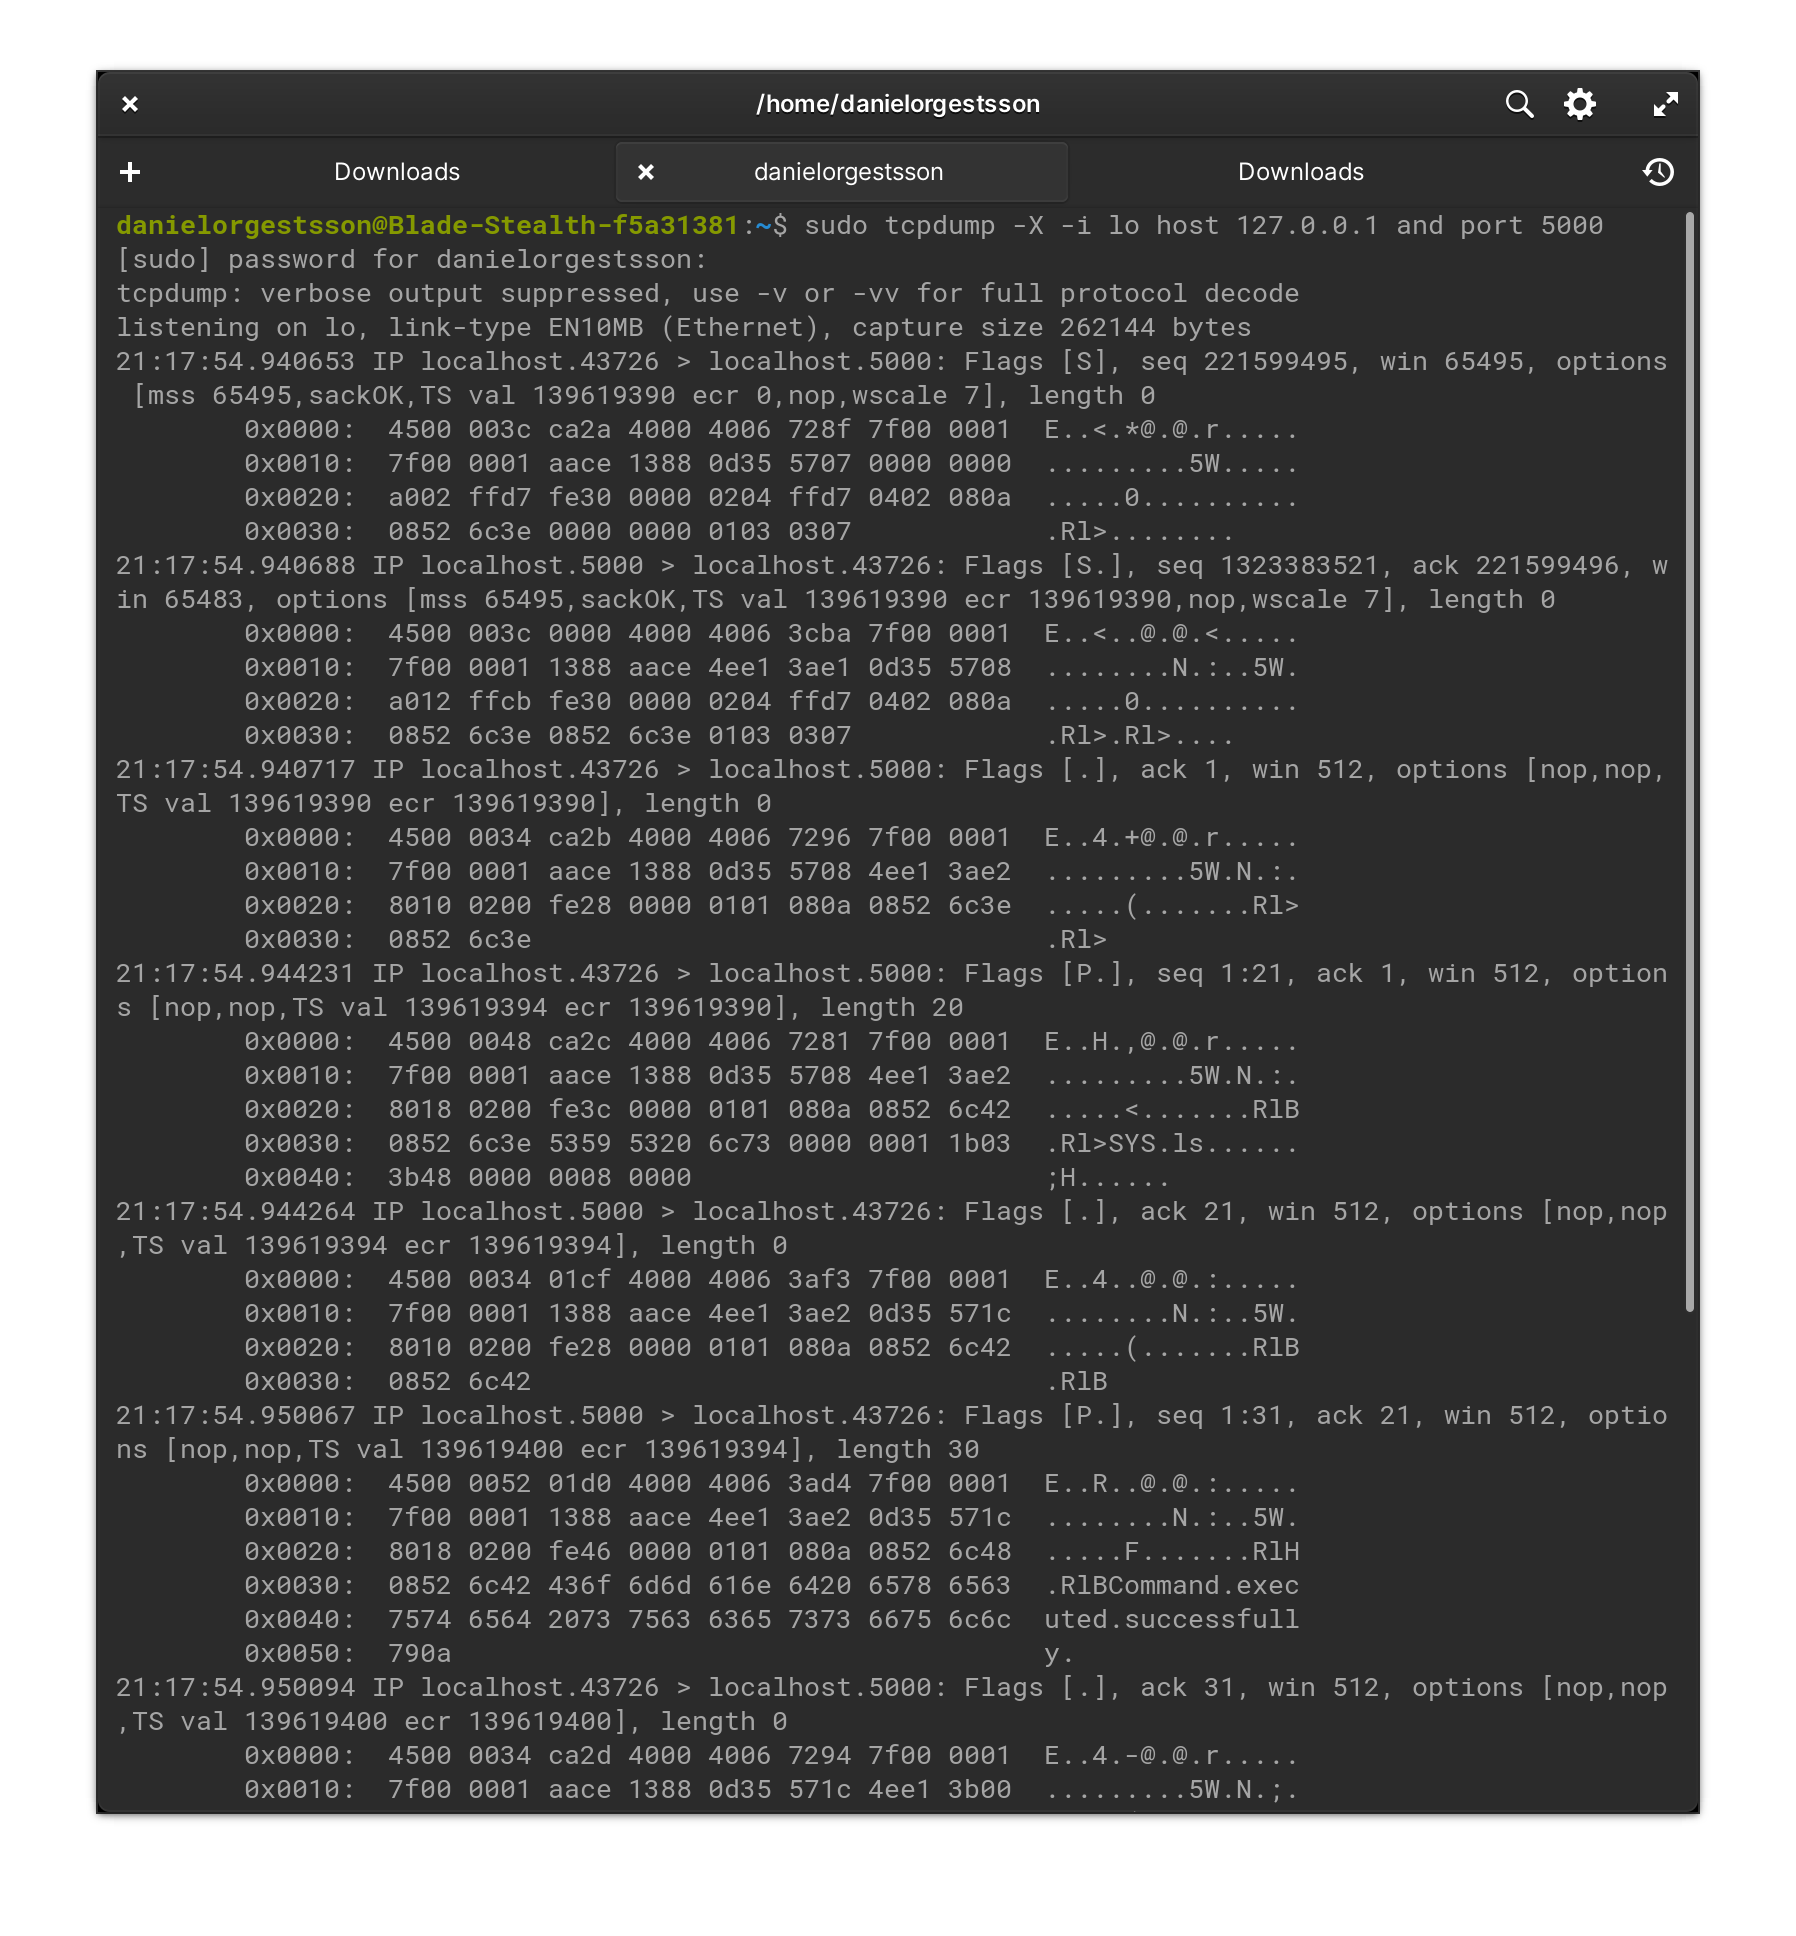 /home/danielorgestsson
Downloads
danielorgestsson
Downloads
danielorgestsson@Blade-Stealth-f5a31381:~$ sudo tcpdump -X -i lo host 127.0.0.1 and port 5000
[sudo] password for danielorgestsson:
tcpdump: verbose output suppressed, use -v or -vv for full protocol decode
listening on lo, link-type EN10MB (Ethernet), capture size 262144 bytes
21:17:54.940653 IP localhost.43726 > localhost.5000: Flags [S], seq 221599495, win 65495, options
 [mss 65495,sackOK,TS val 139619390 ecr 0,nop,wscale 7], length 0
        0x0000:  4500 003c ca2a 4000 4006 728f 7f00 0001  E..<.*@.@.r.....
        0x0010:  7f00 0001 aace 1388 0d35 5707 0000 0000  .........5W.....
        0x0020:  a002 ffd7 fe30 0000 0204 ffd7 0402 080a  .....0..........
        0x0030:  0852 6c3e 0000 0000 0103 0307            .Rl>........
21:17:54.940688 IP localhost.5000 > localhost.43726: Flags [S.], seq 1323383521, ack 221599496, w
in 65483, options [mss 65495,sackOK,TS val 139619390 ecr 139619390,nop,wscale 7], length 0
        0x0000:  4500 003c 0000 4000 4006 3cba 7f00 0001  E..<..@.@.<.....
        0x0010:  7f00 0001 1388 aace 4ee1 3ae1 0d35 5708  ........N.:..5W.
        0x0020:  a012 ffcb fe30 0000 0204 ffd7 0402 080a  .....0..........
        0x0030:  0852 6c3e 0852 6c3e 0103 0307            .Rl>.Rl>....
21:17:54.940717 IP localhost.43726 > localhost.5000: Flags [.], ack 1, win 512, options [nop,nop,
TS val 139619390 ecr 139619390], length 0
        0x0000:  4500 0034 ca2b 4000 4006 7296 7f00 0001  E..4.+@.@.r.....
        0x0010:  7f00 0001 aace 1388 0d35 5708 4ee1 3ae2  .........5W.N.:.
        0x0020:  8010 0200 fe28 0000 0101 080a 0852 6c3e  .....(.......Rl>
        0x0030:  0852 6c3e                                .Rl>
21:17:54.944231 IP localhost.43726 > localhost.5000: Flags [P.], seq 1:21, ack 1, win 512, option
s [nop,nop,TS val 139619394 ecr 139619390], length 20
        0x0000:  4500 0048 ca2c 4000 4006 7281 7f00 0001  E..H.,@.@.r.....
        0x0010:  7f00 0001 aace 1388 0d35 5708 4ee1 3ae2  .........5W.N.:.
        0x0020:  8018 0200 fe3c 0000 0101 080a 0852 6c42  .....<.......RlB
        0x0030:  0852 6c3e 5359 5320 6c73 0000 0001 1b03  .Rl>SYS.ls......
        0x0040:  3b48 0000 0008 0000                      ;H......
21:17:54.944264 IP localhost.5000 > localhost.43726: Flags [.], ack 21, win 512, options [nop,nop
,TS val 139619394 ecr 139619394], length 0
        0x0000:  4500 0034 01cf 4000 4006 3af3 7f00 0001  E..4..@.@.:.....
        0x0010:  7f00 0001 1388 aace 4ee1 3ae2 0d35 571c  ........N.:..5W.
        0x0020:  8010 0200 fe28 0000 0101 080a 0852 6c42  .....(.......RlB
        0x0030:  0852 6c42                                .RlB
21:17:54.950067 IP localhost.5000 > localhost.43726: Flags [P.], seq 1:31, ack 21, win 512, optio
ns [nop,nop,TS val 139619400 ecr 139619394], length 30
        0x0000:  4500 0052 01d0 4000 4006 3ad4 7f00 0001  E..R..@.@.:.....
        0x0010:  7f00 0001 1388 aace 4ee1 3ae2 0d35 571c  ........N.:..5W.
        0x0020:  8018 0200 fe46 0000 0101 080a 0852 6c48  .....F.......RlH
        0x0030:  0852 6c42 436f 6d6d 616e 6420 6578 6563  .RlBCommand.exec
        0x0040:  7574 6564 2073 7563 6365 7373 6675 6c6c  uted.successfull
        0x0050:  790a                                     y.
21:17:54.950094 IP localhost.43726 > localhost.5000: Flags [.], ack 31, win 512, options [nop,nop
,TS val 139619400 ecr 139619400], length 0
        0x0000:  4500 0034 ca2d 4000 4006 7294 7f00 0001  E..4.-@.@.r.....
        0x0010:  7f00 0001 aace 1388 0d35 571c 4ee1 3b00  .........5W.N.;.